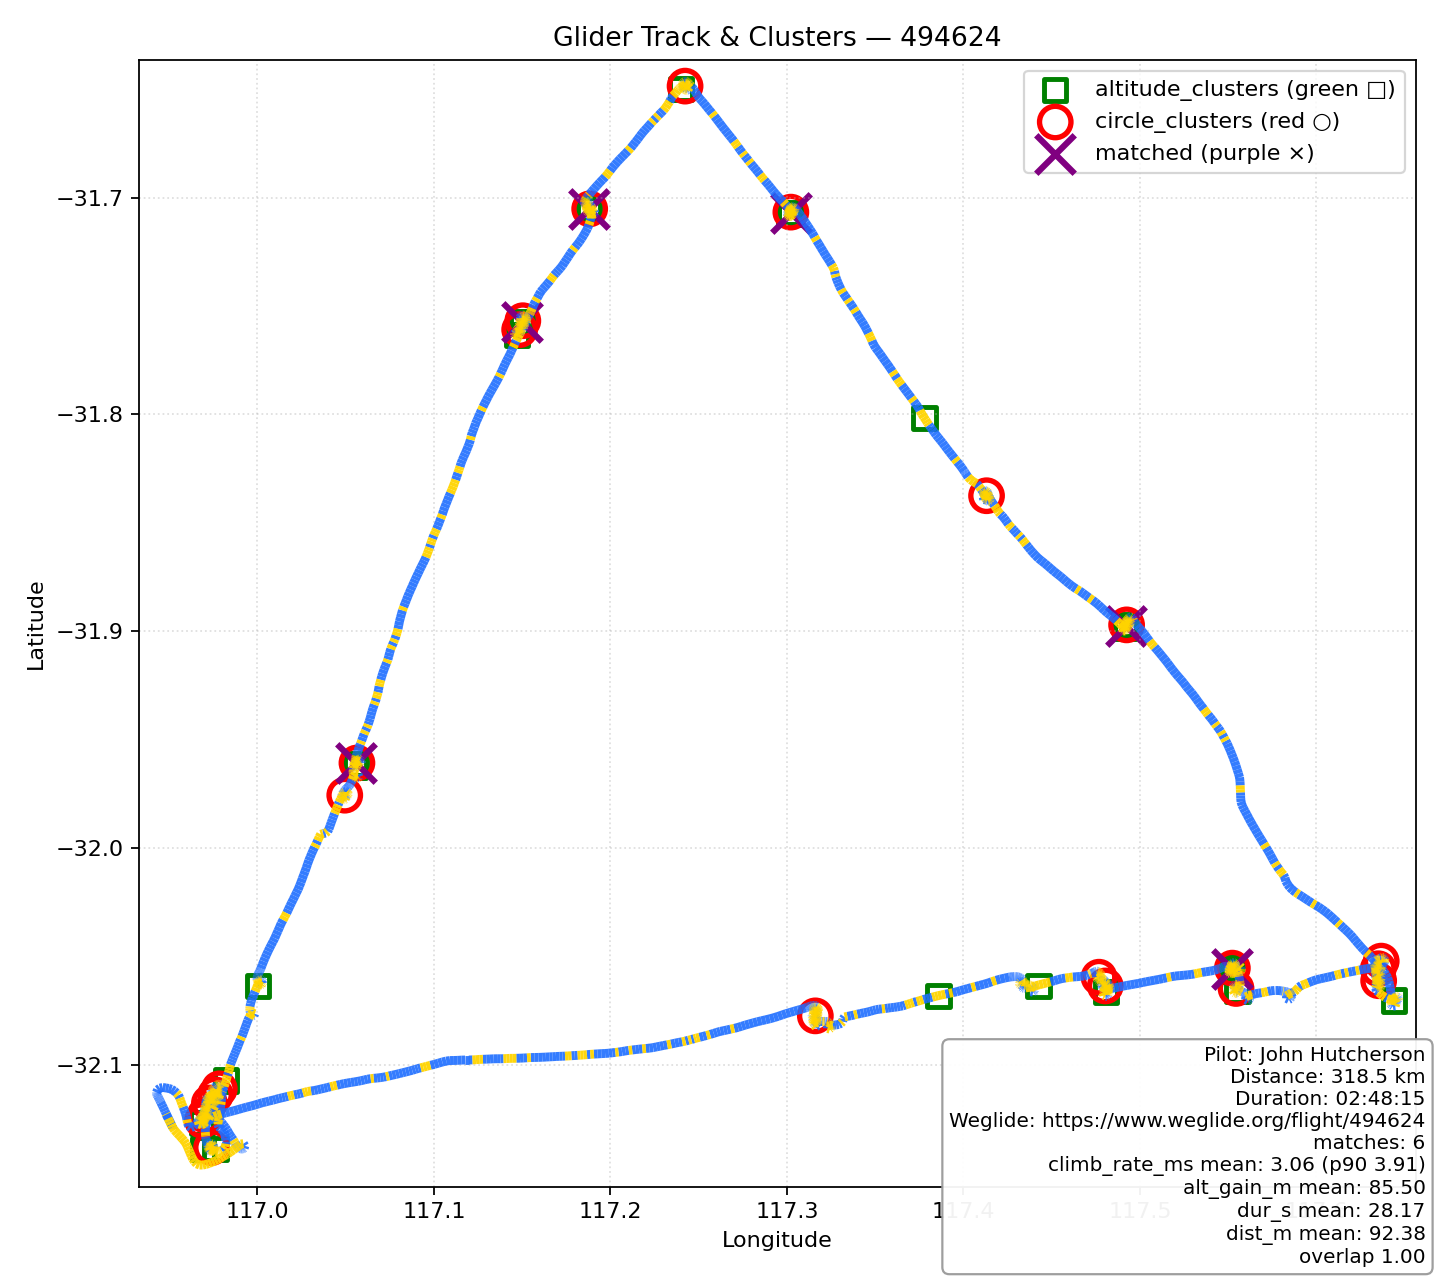 Glider Track & Clusters — 494624
altitude_clusters (green □)
circle_clusters (red ○)
matched (purple ×)
−31.7
−31.8
−31.9
−32.0
−32.1
Latitude
117.0
117.1
117.2
117.3
117.4
117.5
Longitude
Pilot: John Hutcherson
Distance: 318.5 km
Duration: 02:48:15
Weglide: https://www.weglide.org/flight/494624
matches: 6
climb_rate_ms mean: 3.06 (p90 3.91)
alt_gain_m mean: 85.50
dur_s mean: 28.17
dist_m mean: 92.38
overlap 1.00